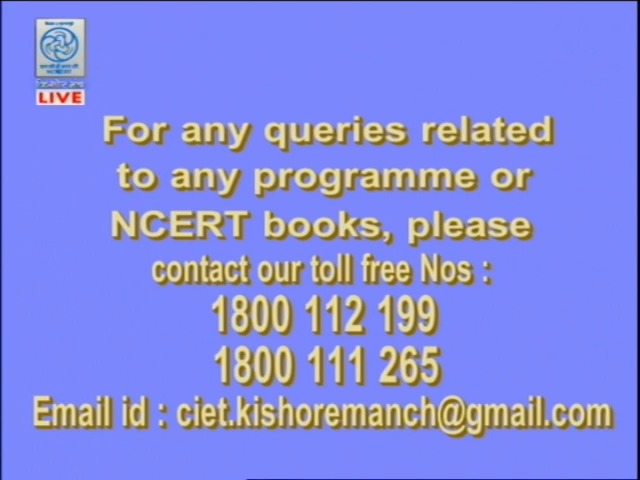 LIVE
For any queries related
to any programme or
NCERT books, please
contact our toll free Nos :
1800 112 199
1800 111 265
Email id : ciet.kishoremanch@gmail.com